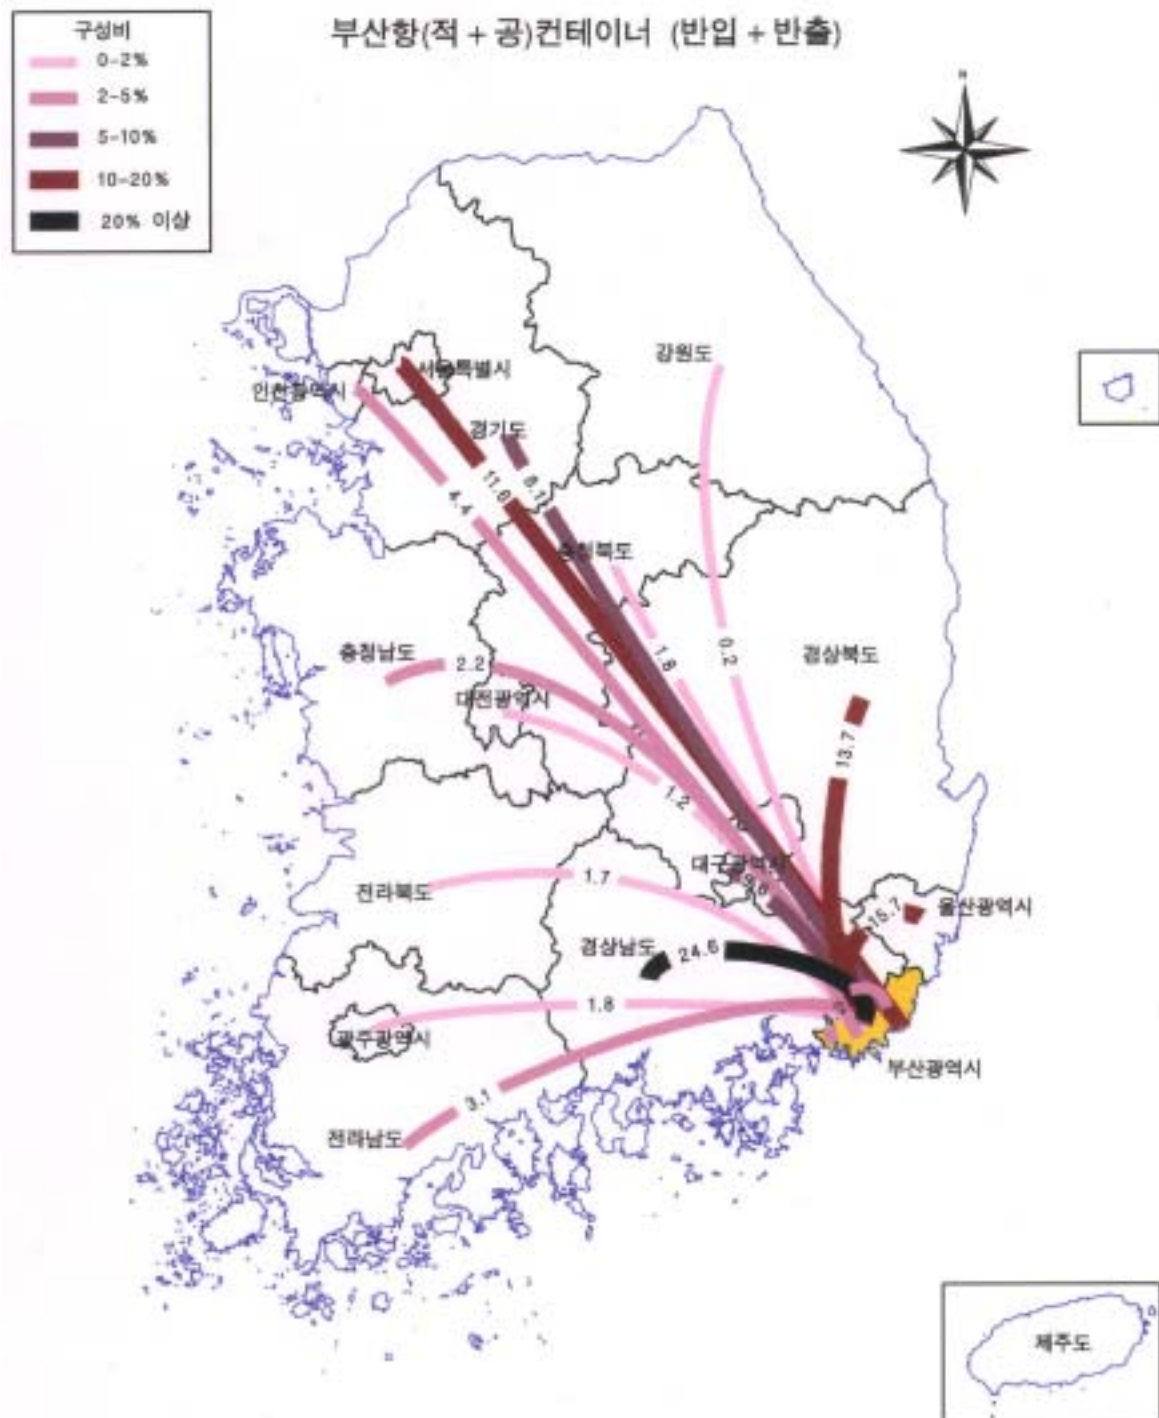 부산항(적 + 공)컨테이너 (반입 + 반출)
구성비
0-2%
2-5%
5-10%
10-20%
20% 이상
N
강원도
서울특별시
인천광역시
경기도
11.0
8.1
4.4
충청북도
1.8
0.2
경상북도
충청남도
2.2
대전광역시
13.7
1.2
대구광역시
전라북도
1.7
15.7
울산광역시
경상남도
24.6
1.8
광주광역시
부산광역시
3.1
전라남도
제주도